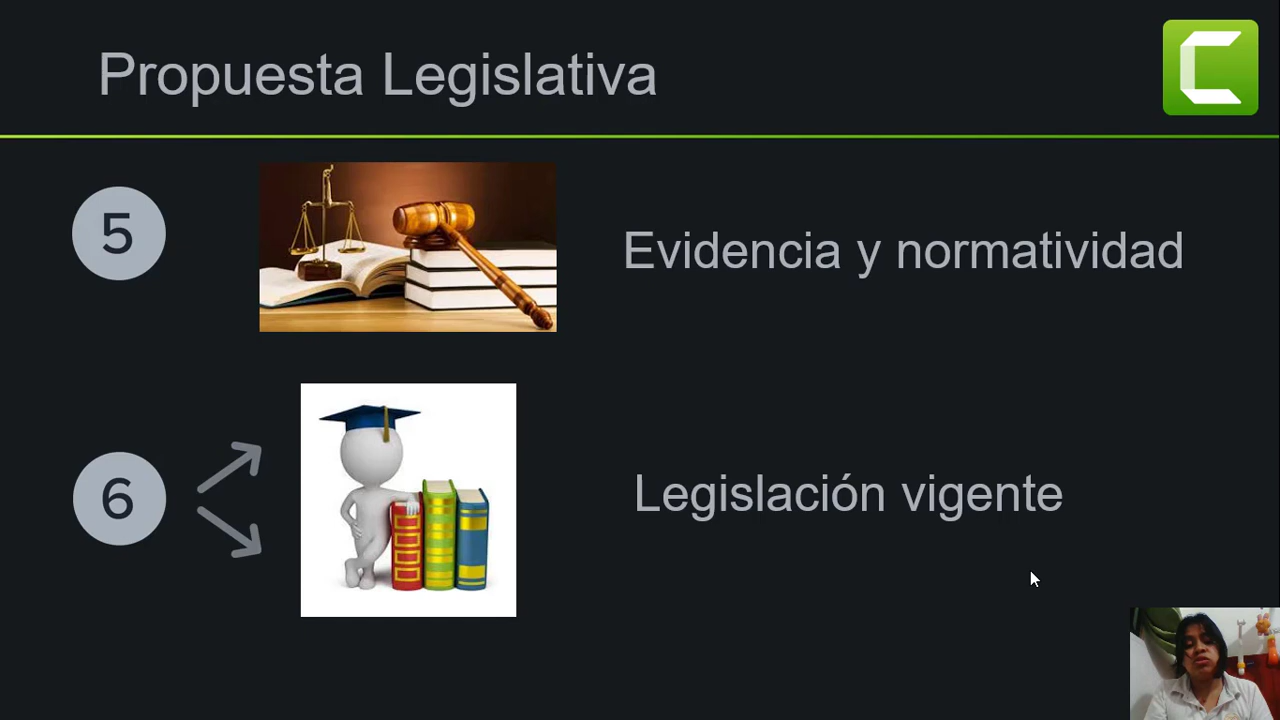 Propuesta Legislativa
5
Evidencia y normatividad
6
Legislación vigente